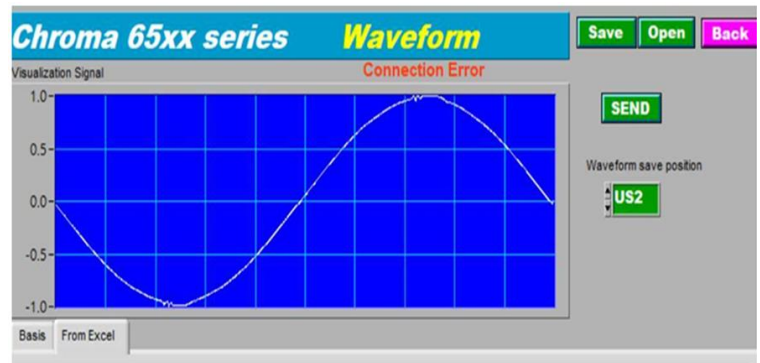 Chroma 65xx series Waveform Save Open Back
Visualization Signal Connection Error
1.0
SEND
0.5
Waveform save position
US2
0.0
-0.5
-1.0
Basis From Excel